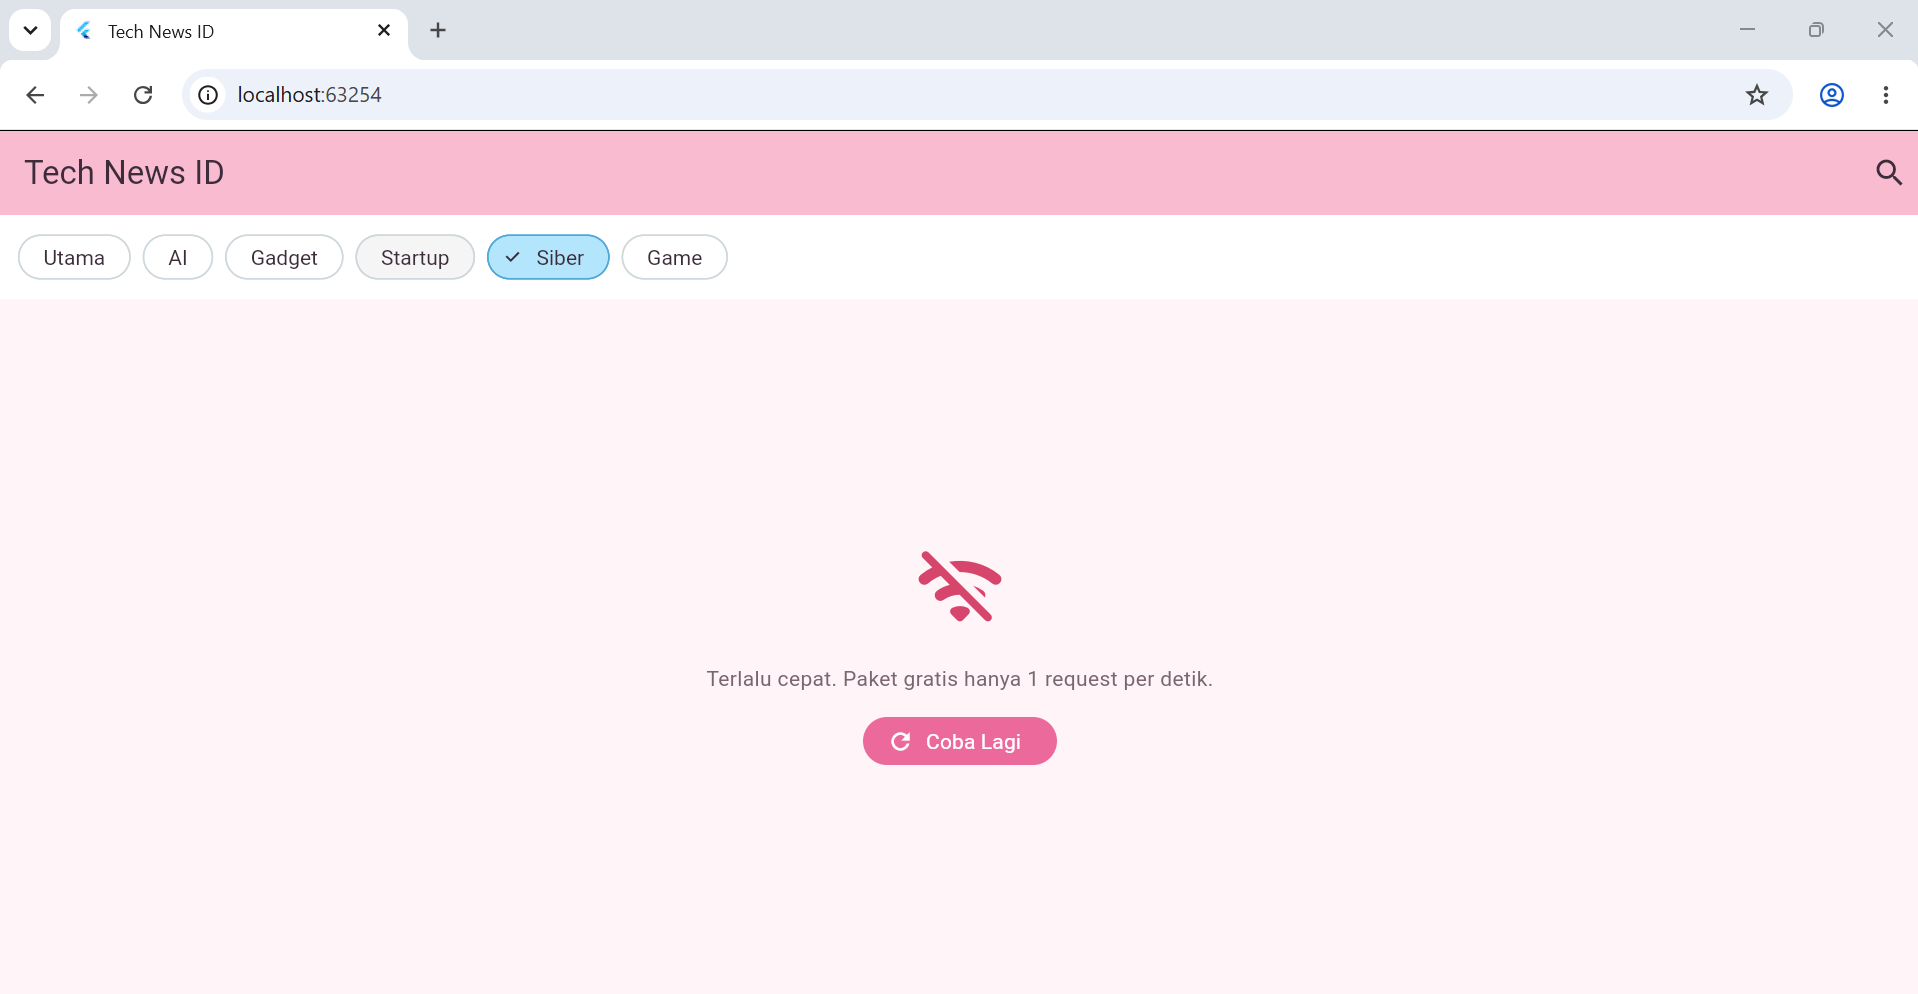 Tech News ID
localhost:63254
Tech News ID
Utama
AI
Gadget
Startup
Siber
Game
Terlalu cepat. Paket gratis hanya 1 request per detik.
Coba Lagi